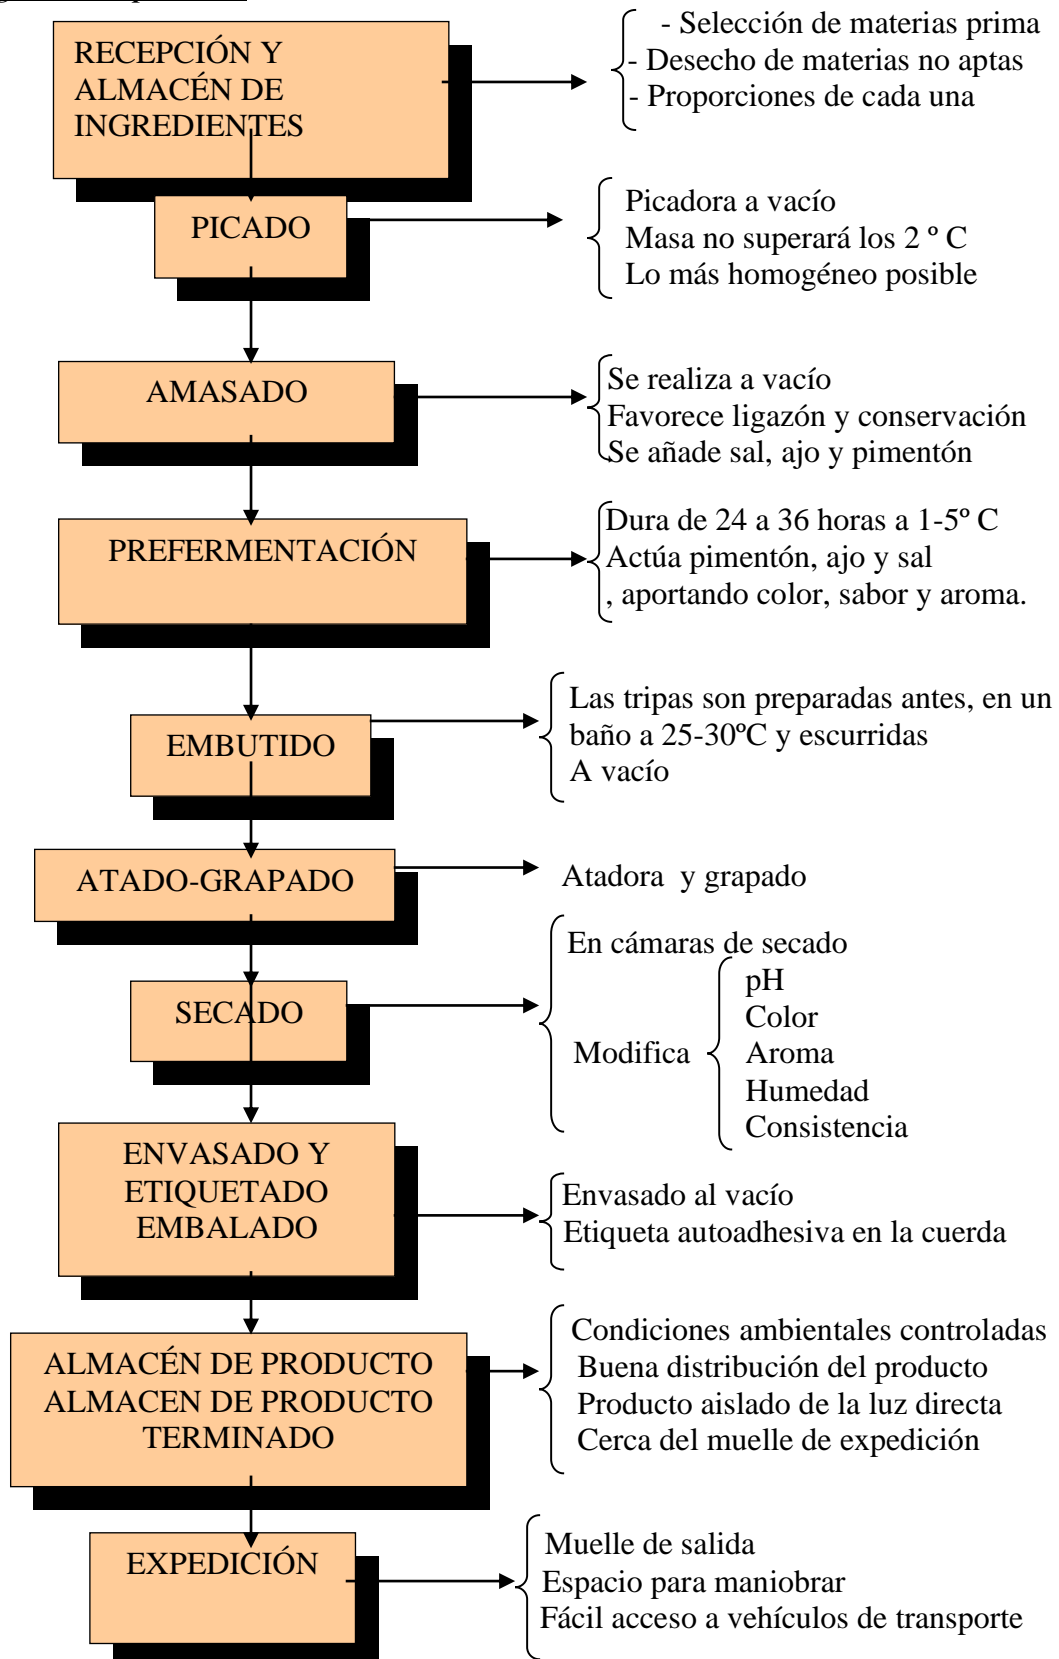 RECEPCIÓN Y
ALMACÉN DE
INGREDIENTES
- Selección de materias prima
- Desecho de materias no aptas
- Proporciones de cada una
PICADO
Picadora a vacío
Masa no superará los 2 º C
Lo más homogéneo posible
AMASADO
Se realiza a vacío
Favorece ligazón y conservación
Se añade sal, ajo y pimentón
PREFERMENTACIÓN
Dura de 24 a 36 horas a 1-5º C
Actúa pimentón, ajo y sal
, aportando color, sabor y aroma.
EMBUTIDO
Las tripas son preparadas antes, en un
baño a 25-30ºC y escurridas
A vacío
ATADO-GRAPADO
Atadora y grapado
SECADO
En cámaras de secado
Modifica
pH
Color
Aroma
Humedad
Consistencia
ENVASADO Y
ETIQUETADO
EMBALADO
Envasado al vacío
Etiqueta autoadhesiva en la cuerda
ALMACÉN DE PRODUCTO
ALMACEN DE PRODUCTO
TERMINADO
Condiciones ambientales controladas
Buena distribución del producto
Producto aislado de la luz directa
Cerca del muelle de expedición
EXPEDICIÓN
Muelle de salida
Espacio para maniobrar
Fácil acceso a vehículos de transporte